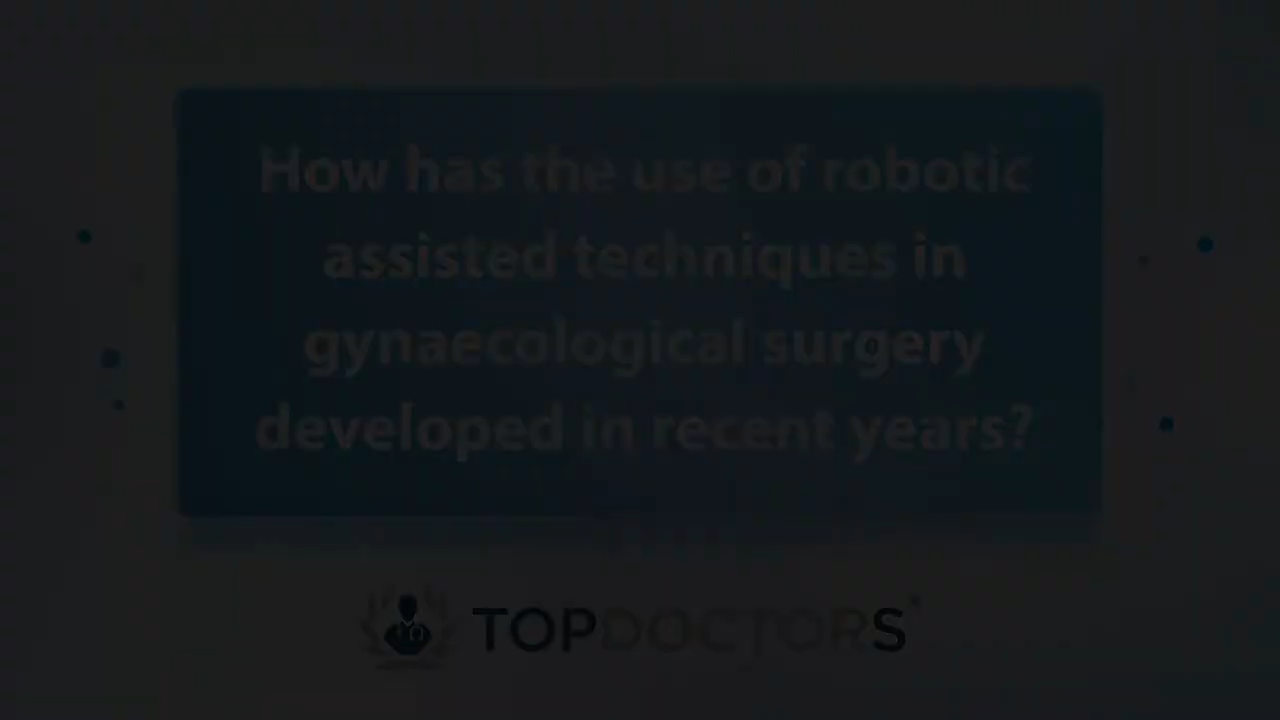 How has the use of robotic
assisted techniques in
gynaecological surgery
developed in recent years?
TOPDOCTORS